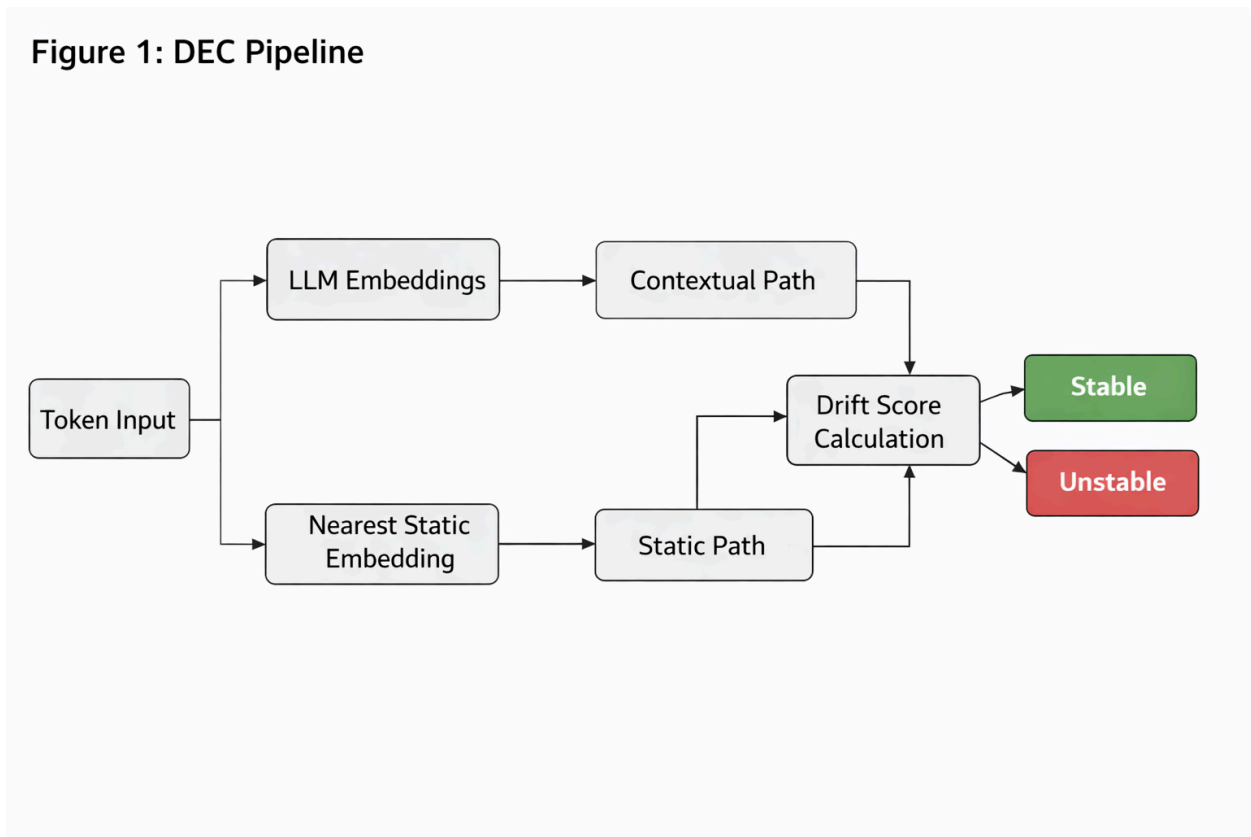 Figure 1: DEC Pipeline
LLM Embeddings
Contextual Path
Token Input
Drift Score
Calculation
Stable
Unstable
Nearest Static
Embedding
Static Path